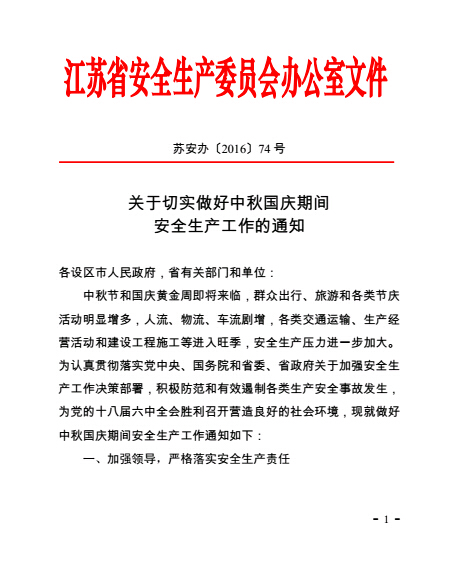 江苏省安全生产委员会办公室文件
苏安办〔2016〕74 号
关于切实做好中秋国庆期间
安全生产工作的通知
各设区市人民政府，省有关部门和单位：
中秋节和国庆黄金周即将来临，群众出行、旅游和各类节庆
活动明显增多，人流、物流、车流剧增，各类交通运输、生产经
营活动和建设工程施工等进入旺季，安全生产压力进一步加大。
为认真贯彻落实党中央、国务院和省委、省政府关于加强安全生
产工作决策部署，积极防范和有效遏制各类生产安全事故发生，
为党的十八届六中全会胜利召开营造良好的社会环境，现就做好
中秋国庆期间安全生产工作通知如下：
一、加强领导，严格落实安全生产责任
- 1 -